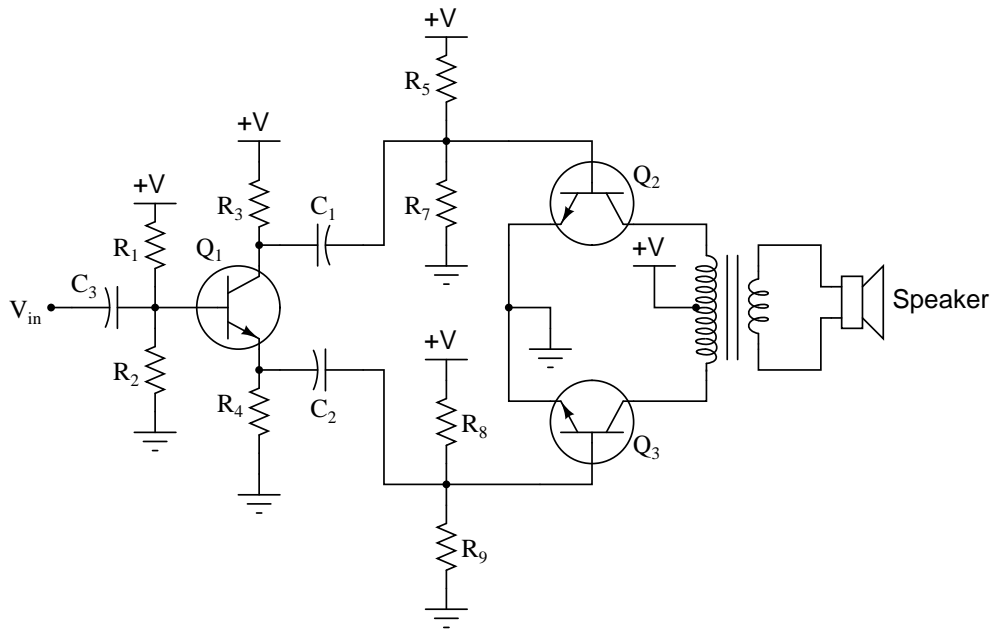 +V
R5
+V
R3
C1
R7
Q2
+V
R1
Q1
+V
C3
Vin
Speaker
R2
R4
C2
+V
R8
Q3
R9